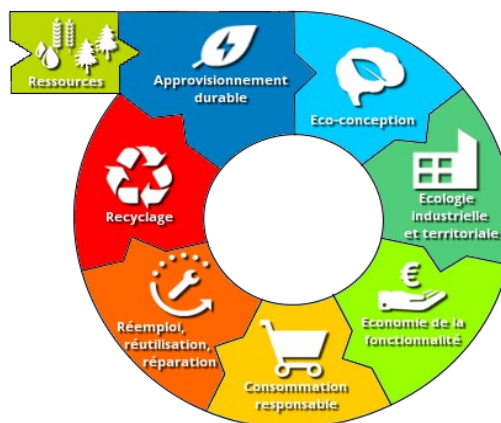 Ressources
Approvisionnement
durable
Eco-conception
Ecologie
industrielle
et territoriale
€
Economie de la
fonctionnalité
Consommation
responsable
Réemploi,
réutilisation,
réparation
Recyclage